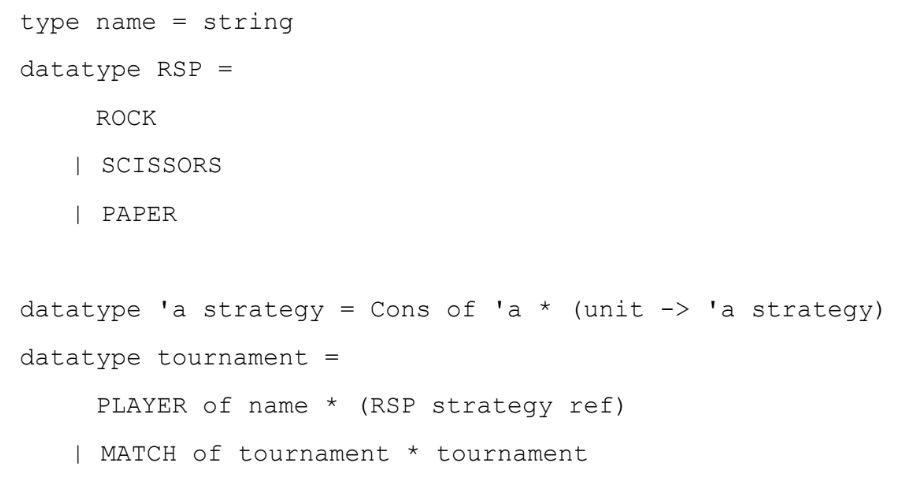 type name = string
datatype RSP =
ROCK
| SCISSORS
| PAPER
datatype 'a strategy = Cons of 'a * (unit -> 'a strategy)
datatype tournament =
PLAYER of name * (RSP strategy ref)
| MATCH of tournament * tournament